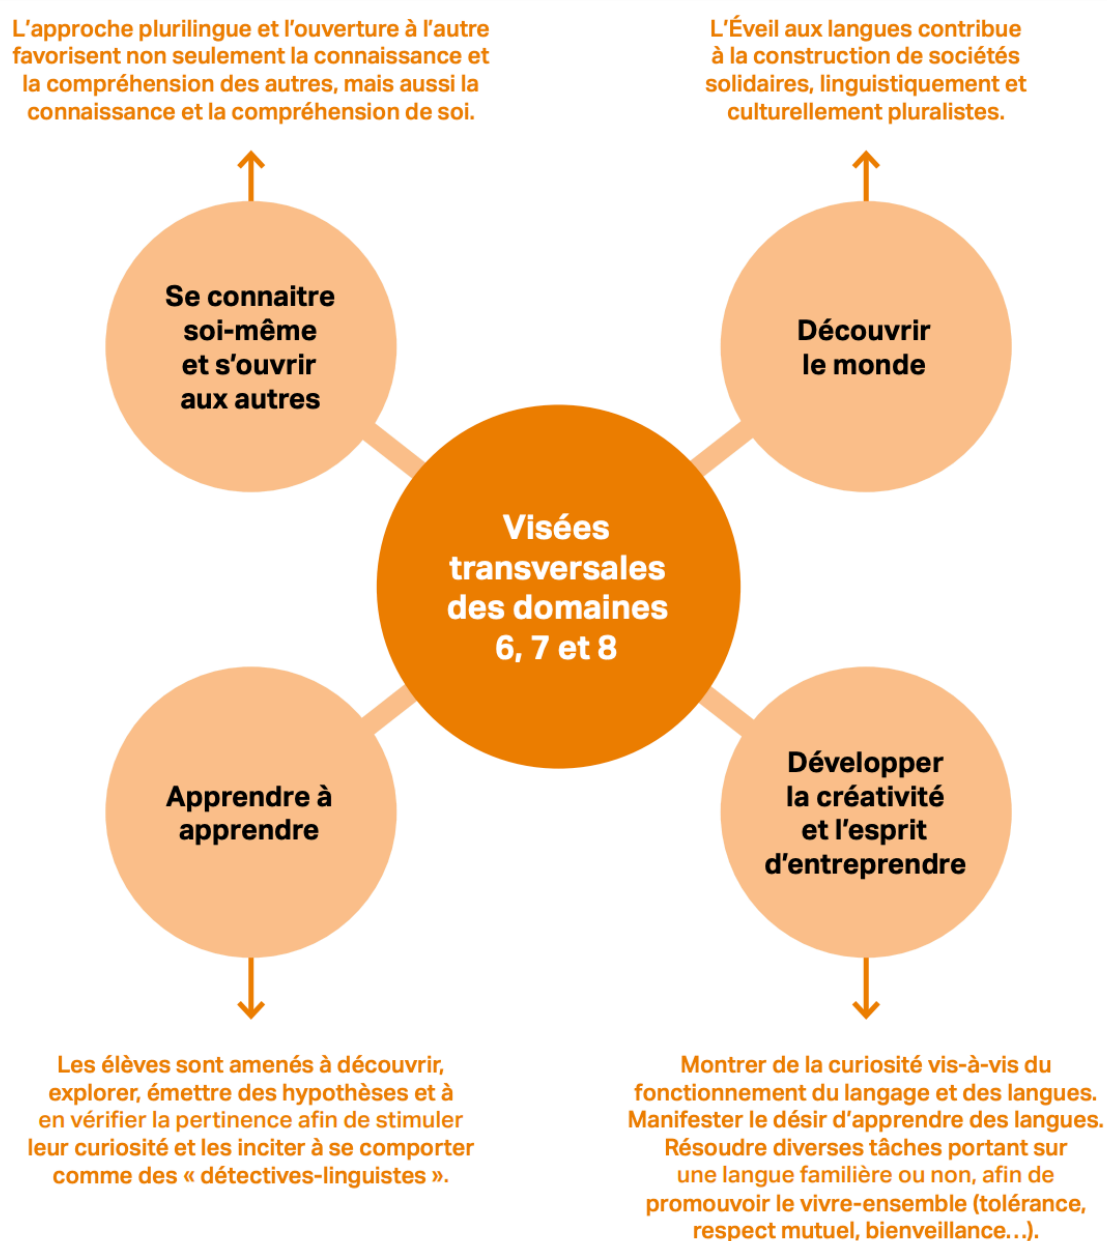 L'approche plurilingue et l'ouverture à l'autre
favorisent non seulement la connaissance et
la compréhension des autres, mais aussi la
connaissance et la compréhension de soi.
L'Éveil aux langues contribue
à la construction de sociétés
solidaires, linguistiquement et
culturellement pluralistes.
Se connaitre
soi-même
et s'ouvrir
aux autres
Découvrir
le monde
Visées
transversales
des domaines
6, 7 et 8
Apprendre à
apprendre
Développer
la créativité
et l'esprit
d'entreprendre
Les élèves sont amenés à découvrir,
explorer, émettre des hypothèses et à
en vérifier la pertinence afin de stimuler
leur curiosité et les inciter à se comporter
comme des « détectives-linguistes ».
Montrer de la curiosité vis-à-vis du
fonctionnement du langage et des langues.
Manifester le désir d'apprendre des langues.
Résoudre diverses tâches portant sur
une langue familière ou non, afin de
promouvoir le vivre-ensemble (tolérance,
respect mutuel, bienveillance...).